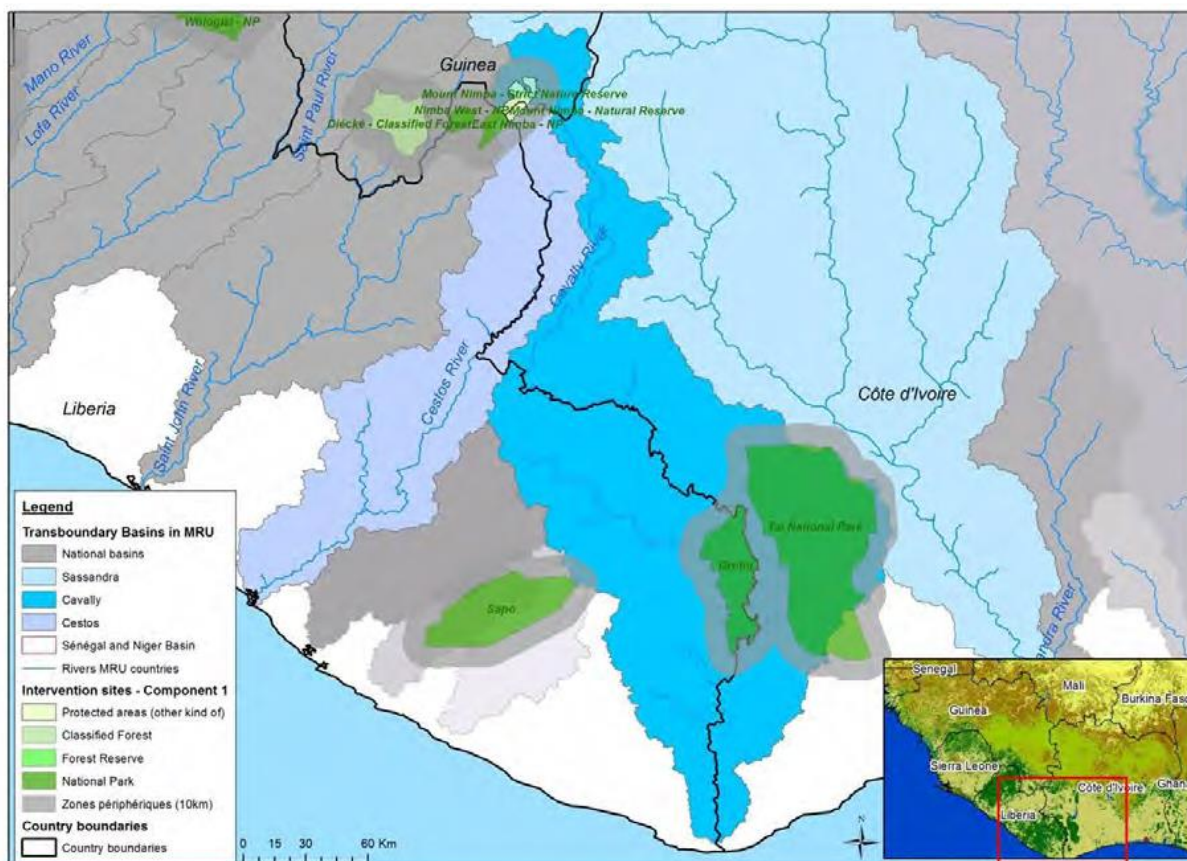 Wologizi - NP
Mano River
Lofa River
Saint Paul River
Guinea
Mount Nimba - Strict Nature Reserve
Nimba West - NP
Mount Nimba - Natural Reserve
Diécké - Classified Forest
East Nimba - NP
Cavally River
Cestos River
Liberia
Saint John River
Côte d'Ivoire
Taï National Park
Grebo
Sapo
ndra River
Legend
Transboundary Basins in MRU
National basins
Sassandra
Cavally
Cestos
Sénégal and Niger Basin
Rivers MRU countries
Intervention sites - Component 1
Protected areas (other kind of)
Classified Forest
Forest Reserve
National Park
Zones périphériques (10km)
Country boundaries
Country boundaries
0 15 30 60 Km
N
Senegal
Mali
Burkina Faso
Guinea
Sierra Leone
Côte d'Ivoire
Ghana
Liberia